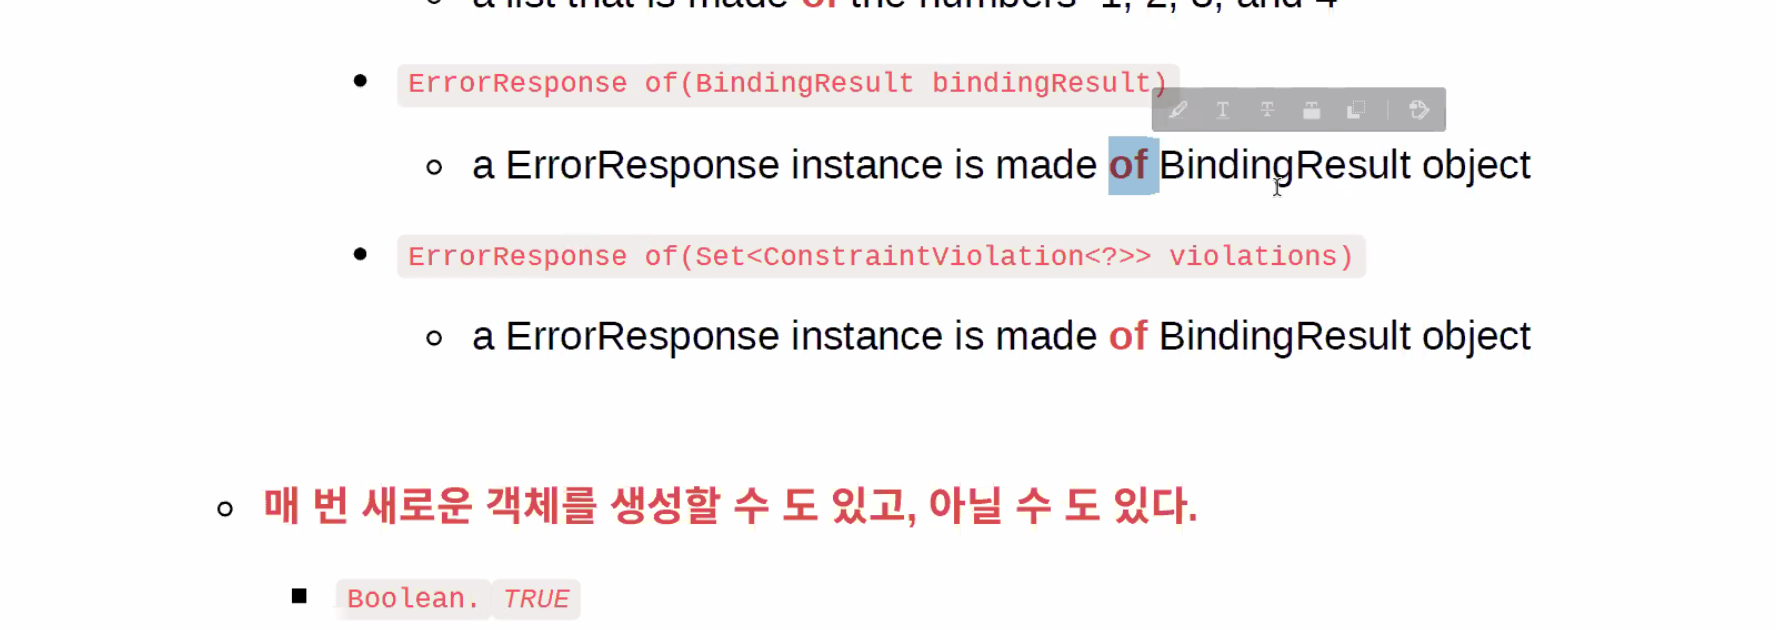 a list that is made of the numbers 1, 2, 3, and 4
ErrorResponse of(BindingResult bindingResult)
a ErrorResponse instance is made of BindingResult object
ErrorResponse of(Set<ConstraintViolation<?>> violations)
a ErrorResponse instance is made of BindingResult object
매 번 새로운 객체를 생성할 수 도 있고, 아닐 수 도 있다.
Boolean. TRUE